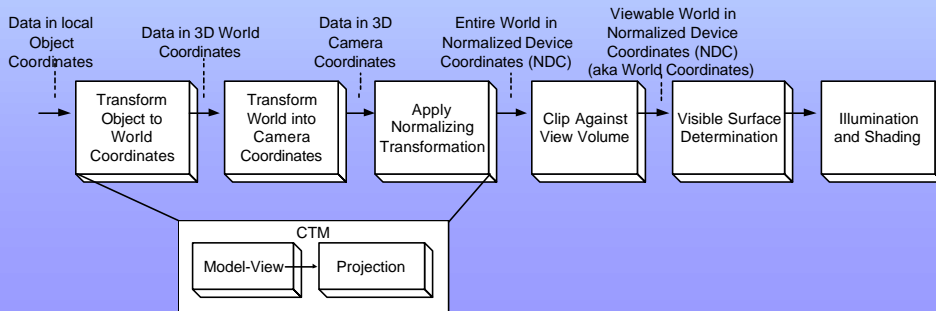 Data in local
Object
Coordinates
Data in 3D World
Coordinates
Data in 3D
Camera
Coordinates
Entire World in
Normalized Device
Coordinates (NDC)
Viewable World in
Normalized Device
Coordinates (NDC)
(aka World Coordinates)
Transform
Object to
World
Coordinates
Transform
World into
Camera
Coordinates
Apply
Normalizing
Transformation
Clip Against
View Volume
Visible Surface
Determination
Illumination
and Shading
CTM
Model-View
Projection